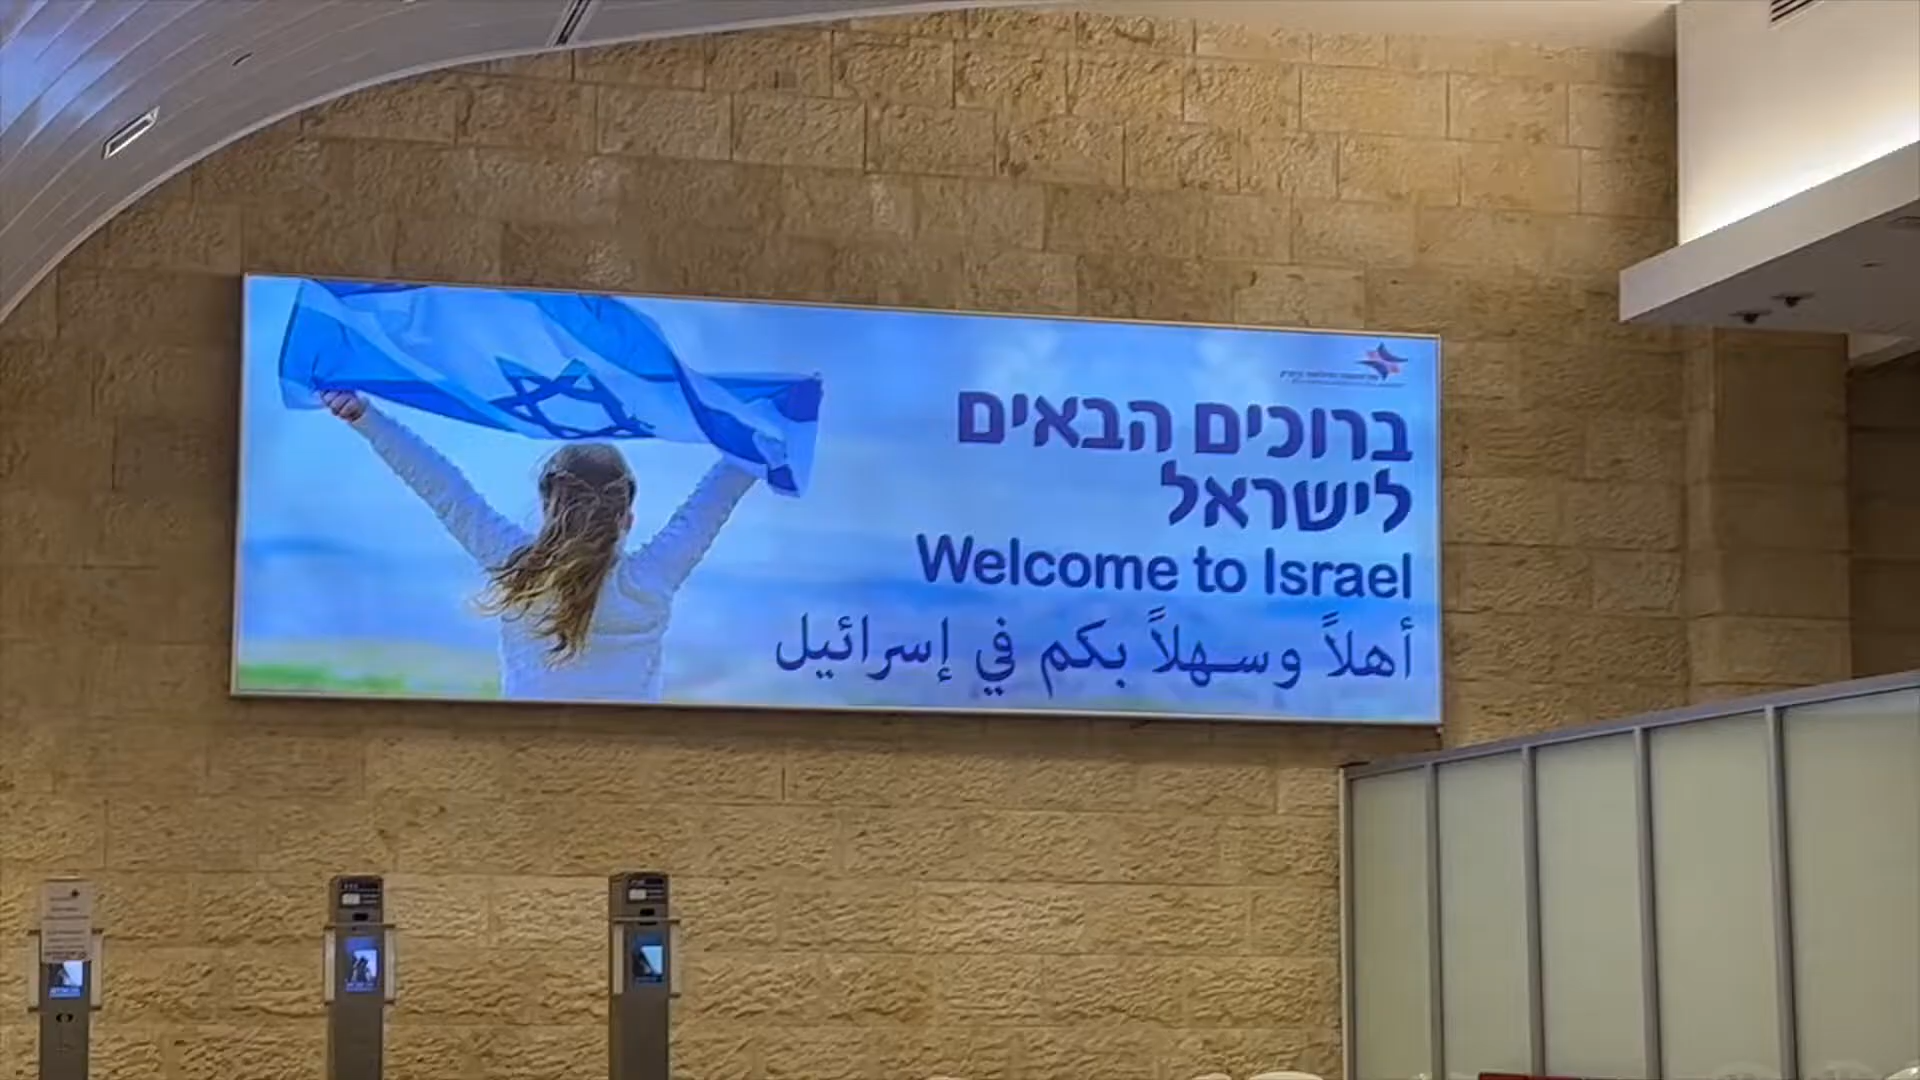 ברוכים הבאים
לישראל
Welcome to Israel
أهلاً وسهلاً بكم في إسرائيل